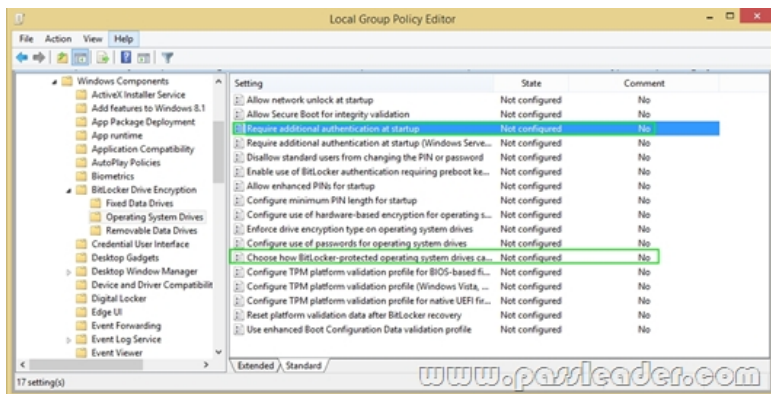 Local Group Policy Editor
File Action View Help
Windows Components
ActiveX Installer Service
Add features to Windows 8.1
App Package Deployment
App runtime
Application Compatibility
AutoPlay Policies
Biometrics
BitLocker Drive Encryption
Fixed Data Drives
Operating System Drives
Removable Data Drives
Credential User Interface
Desktop Gadgets
Desktop Window Manager
Device and Driver Compatibilit
Digital Locker
Edge UI
Event Forwarding
Event Log Service
Event Viewer
Setting State Comment
Allow network unlock at startup Not configured No
Allow Secure Boot for integrity validation Not configured No
Require additional authentication at startup Not configured No
Require additional authentication at startup (Windows Serve... Not configured No
Disallow standard users from changing the PIN or password Not configured No
Enable use of BitLocker authentication requiring preboot ke... Not configured No
Allow enhanced PINs for startup Not configured No
Configure minimum PIN length for startup Not configured No
Configure use of hardware-based encryption for operating s... Not configured No
Enforce drive encryption type on operating system drives Not configured No
Configure use of passwords for operating system drives Not configured No
Choose how BitLocker-protected operating system drives ca... Not configured No
Configure TPM platform validation profile for BIOS-based fi... Not configured No
Configure TPM platform validation profile (Windows Vista, ... Not configured No
Configure TPM platform validation profile for native UEFI fir... Not configured No
Reset platform validation data after BitLocker recovery Not configured No
Use enhanced Boot Configuration Data validation profile Not configured No
Extended Standard
17 setting(s)
www.passleader.com